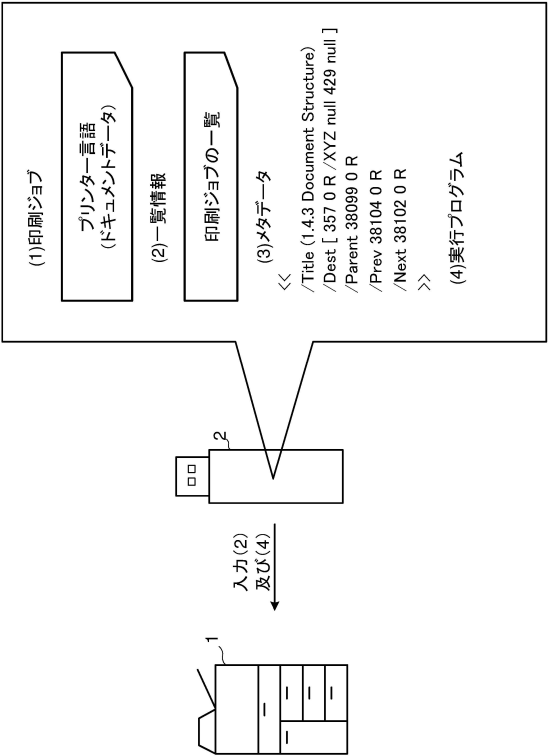 (1)印刷ジョブ
プリンター言語
(ドキュメントデータ)
(2)一覧情報
印刷ジョブの一覧
(3)メタデータ
<<
/Title (1.4.3 Document Structure)
/Dest [ 357 0 R /XYZ null 429 null ]
/Parent 38099 0 R
/Prev 38104 0 R
/Next 38102 0 R
>>
(4)実行プログラム
2
入力(2)
及び(4)
1